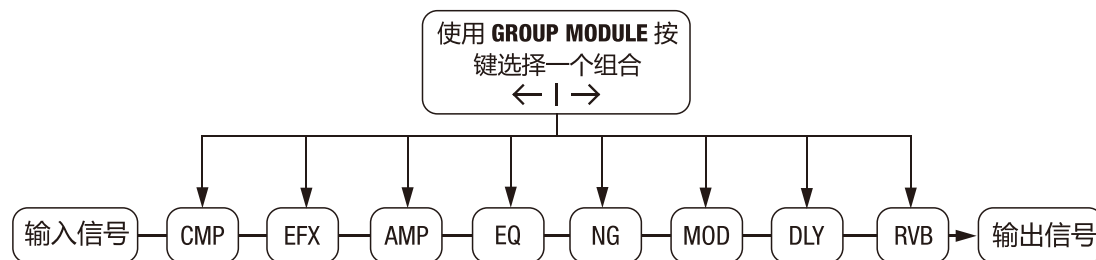 使用 GROUP MODULE 按
键选择一个组合
← | →
输入信号 CMP EFX AMP EQ NG MOD DLY RVB 输出信号